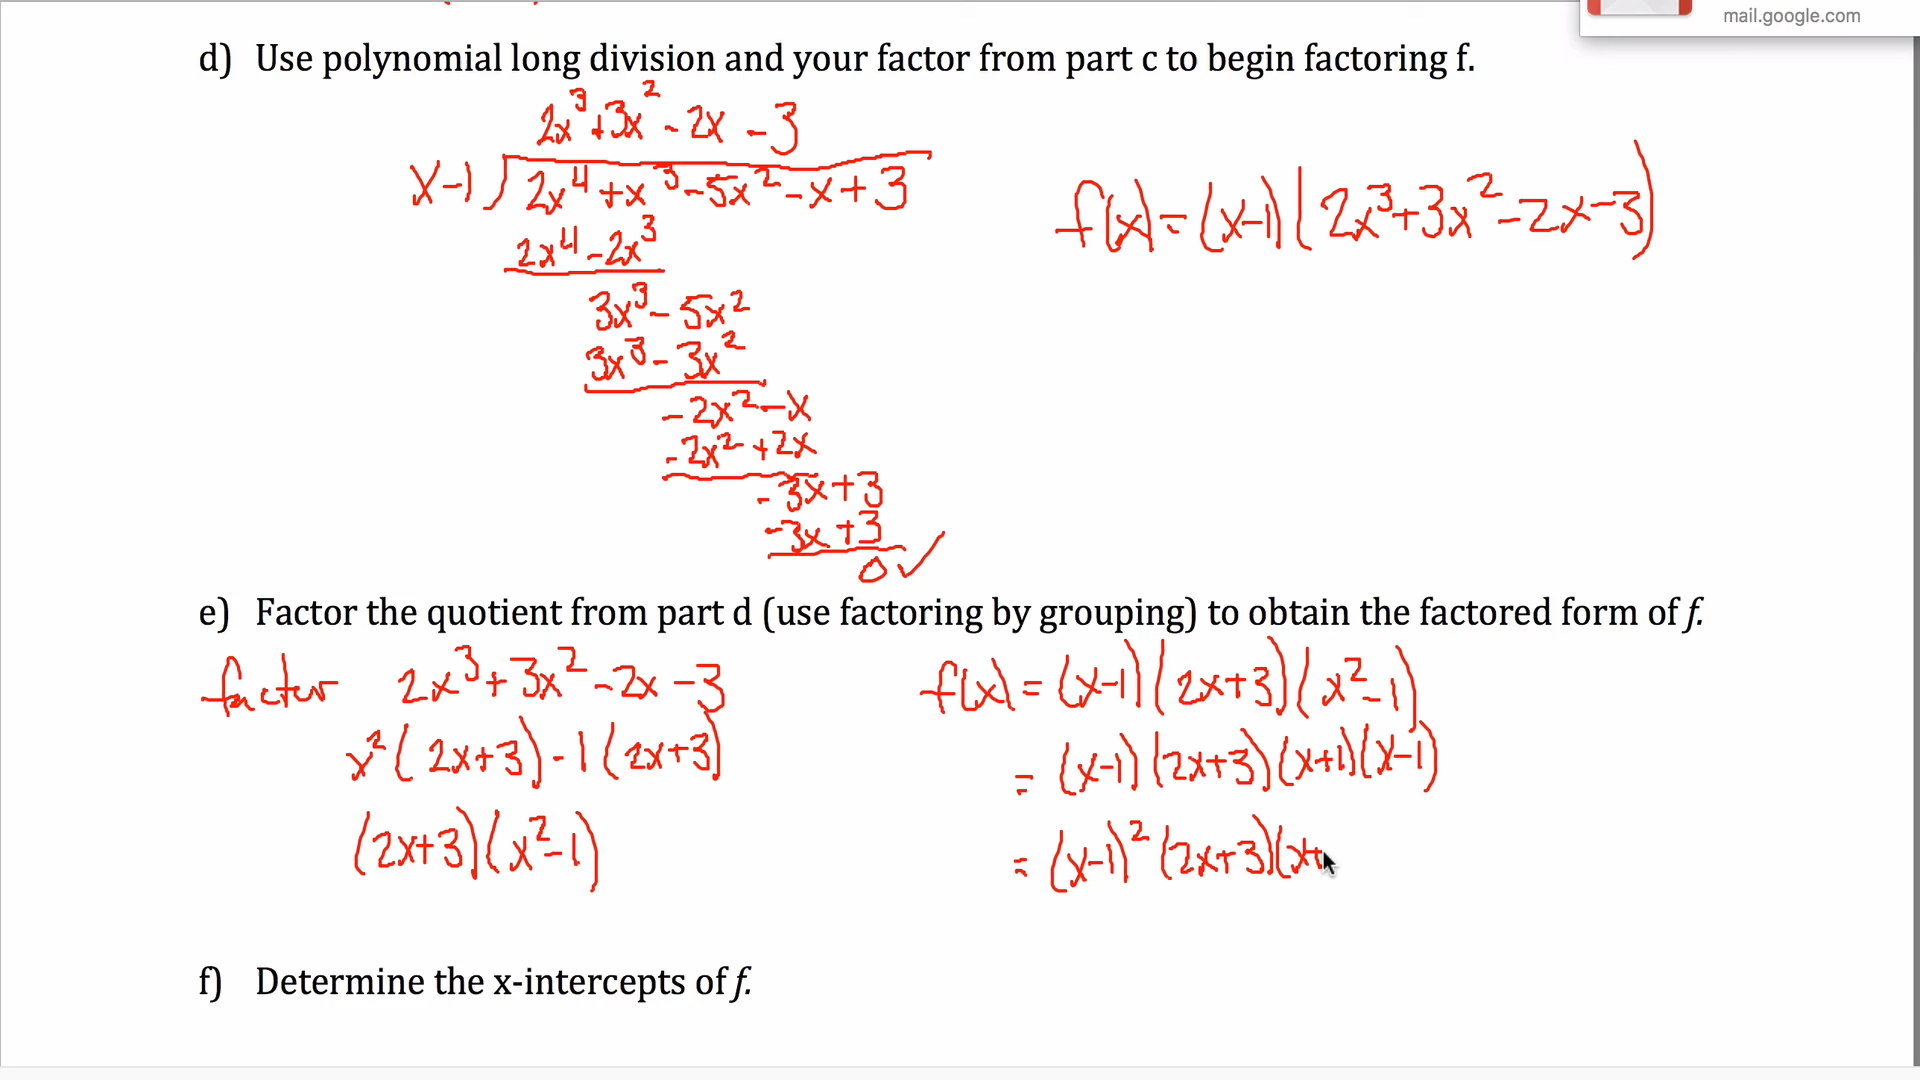 mail.google.com
d) Use polynomial long division and your factor from part c to begin factoring f.
2x³+3x²-2x-3
x-1)2x⁴+x³-5x²-x+3
f(x)=(x-1)(2x³+3x²-2x-3)
2x⁴-2x³
3x³-5x²
3x³-3x²
-2x²-x
-2x²+2x
-3x+3
-3x+3
0✓
e) Factor the quotient from part d (use factoring by grouping) to obtain the factored form of f.
factor 2x³+3x²-2x-3
x²(2x+3)-1(2x+3)
(2x+3)(x²-1)
f(x)=(x-1)(2x+3)(x²-1)
=(x-1)(2x+3)(x+1)(x-1)
=(x-1)²(2x+3)(x+
f) Determine the x-intercepts of f.